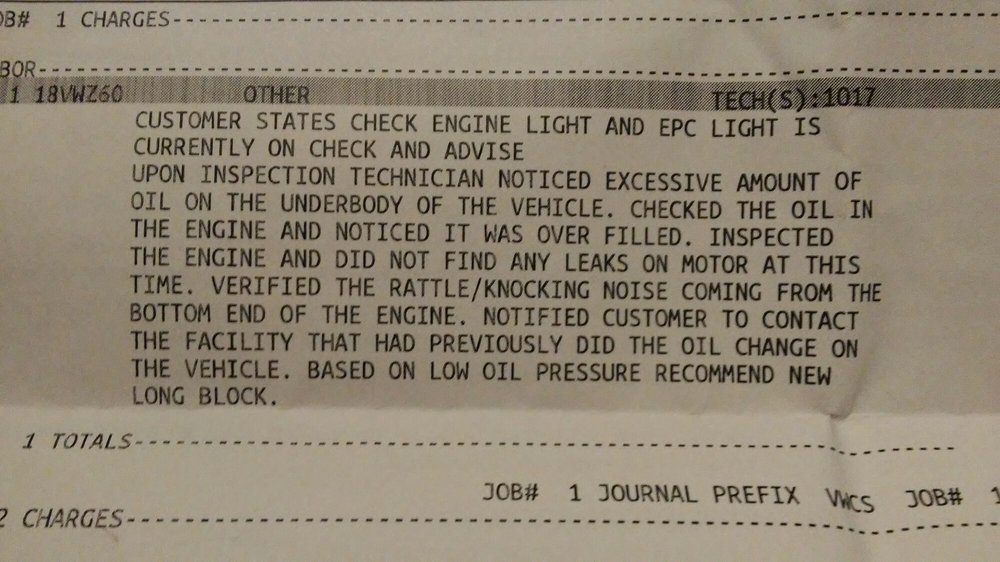 OB# 1 CHARGES
BOR
1 18VWZ60 OTHER TECH(S):1017
CUSTOMER STATES CHECK ENGINE LIGHT AND EPC LIGHT IS
CURRENTLY ON CHECK AND ADVISE
UPON INSPECTION TECHNICIAN NOTICED EXCESSIVE AMOUNT OF
OIL ON THE UNDERBODY OF THE VEHICLE. CHECKED THE OIL IN
THE ENGINE AND NOTICED IT WAS OVER FILLED. INSPECTED
THE ENGINE AND DID NOT FIND ANY LEAKS ON MOTOR AT THIS
TIME. VERIFIED THE RATTLE/KNOCKING NOISE COMING FROM THE
BOTTOM END OF THE ENGINE. NOTIFIED CUSTOMER TO CONTACT
THE FACILITY THAT HAD PREVIOUSLY DID THE OIL CHANGE ON
THE VEHICLE. BASED ON LOW OIL PRESSURE RECOMMEND NEW
LONG BLOCK.
1 TOTALS
JOB# 1 JOURNAL PREFIX VWCS JOB# 1
2 CHARGES